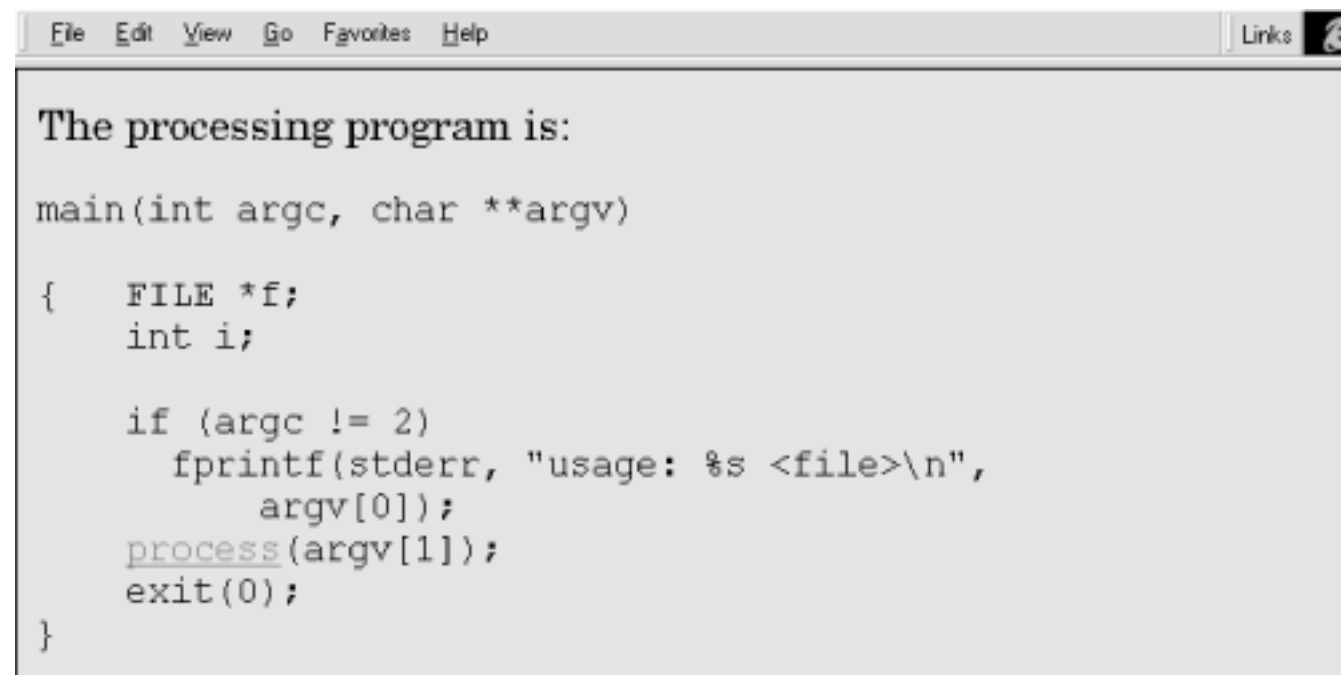 File Edit View Go Favorites Help Links
The processing program is:
main(int argc, char **argv)
{    FILE *f;
     int i;
     if (argc != 2)
       fprintf(stderr, "usage: %s <file>\n",
           argv[0]);
     process(argv[1]);
     exit(0);
}